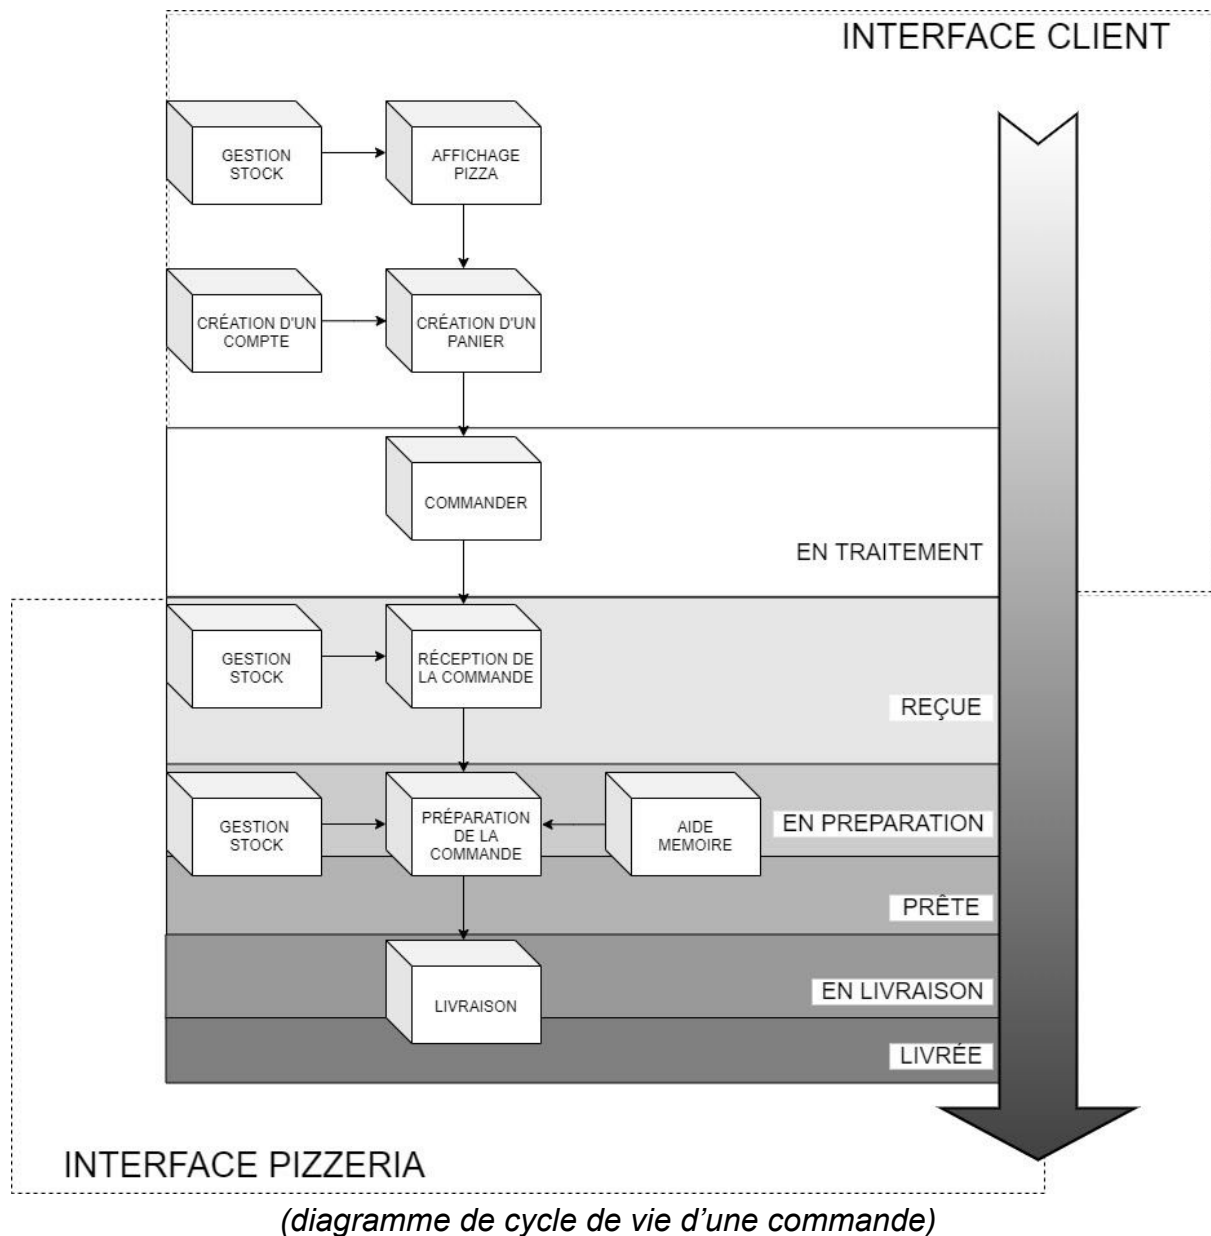 INTERFACE CLIENT
GESTION
STOCK
AFFICHAGE
PIZZA
CRÉATION D'UN
COMPTE
CRÉATION D'UN
PANIER
COMMANDER
EN TRAITEMENT
GESTION
STOCK
RÉCEPTION DE
LA COMMANDE
REÇUE
GESTION
STOCK
PRÉPARATION
DE LA
COMMANDE
AIDE
MEMOIRE
EN PREPARATION
PRÊTE
LIVRAISON
EN LIVRAISON
LIVRÉE
INTERFACE PIZZERIA
(diagramme de cycle de vie d’une commande)